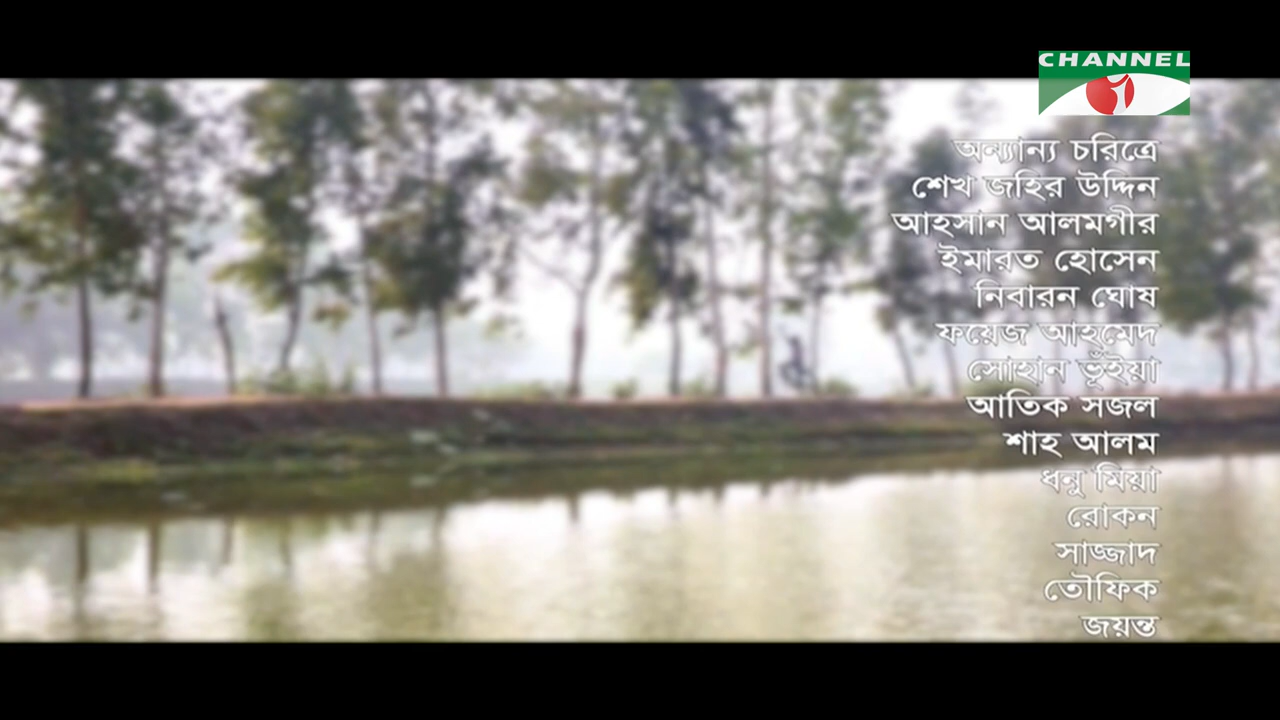 CHANNEL
অন্যান্য চরিত্রে
শেখ জহির উদ্দিন
আহসান আলমগীর
ইমারত হোসেন
নিবারন ঘোষ
ফয়েজ আহমেদ
সোহান ভূঁইয়া
আতিক সজল
শাহ আলম
ধনু মিয়া
রোকন
সাজ্জাদ
তৌফিক
জয়ন্ত